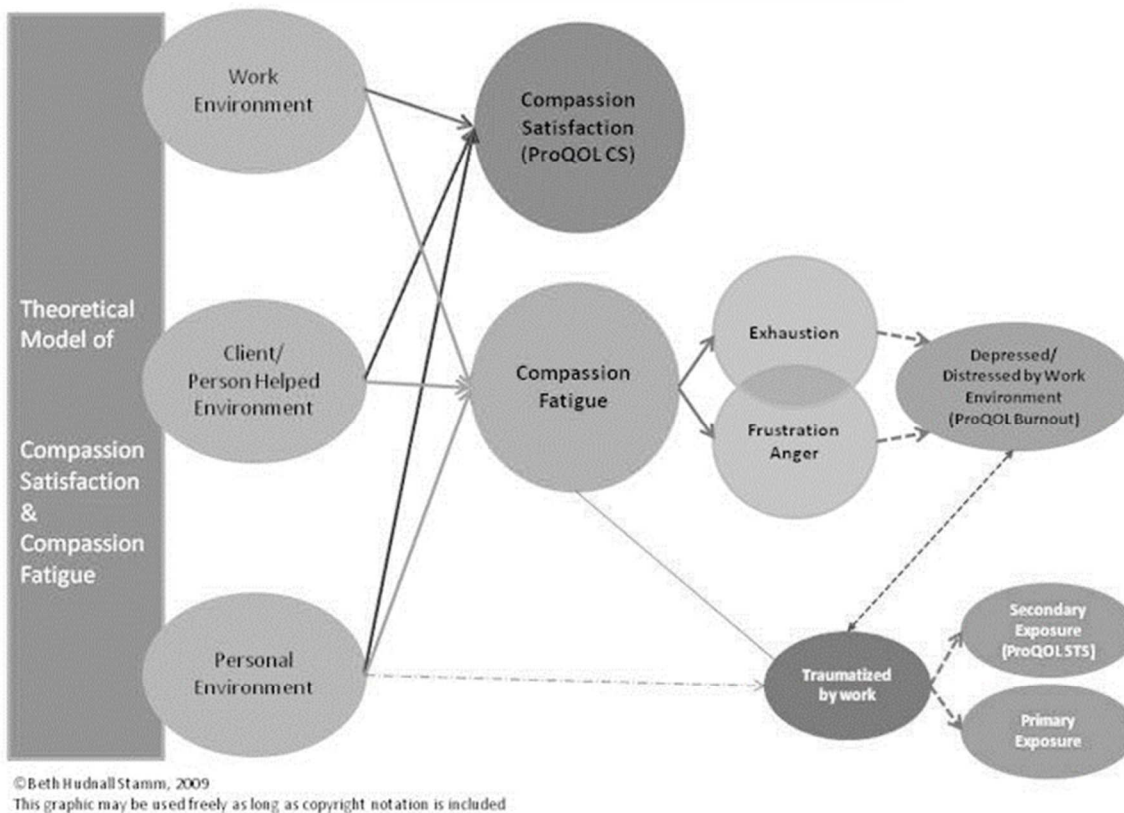 Theoretical
Model of
Compassion
Satisfaction
&
Compassion
Fatigue
Work
Environment
Client/
Person Helped
Environment
Personal
Environment
Compassion
Satisfaction
(ProQOL CS)
Compassion
Fatigue
Exhaustion
Frustration
Anger
Depressed/
Distressed by Work
Environment
(ProQOL Burnout)
Traumatized
by work
Secondary
Exposure
(ProQOL STS]
Primary
Exposure
©Beth Hudnall Stamm, 2009
This graphic may be used freely as long as copyright notation is included